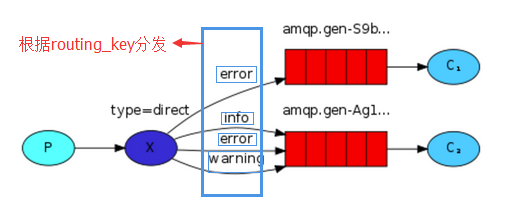 根据routing_key分发
amqp.gen-S9b...
error
C₁
type=direct
amqp.gen-Ag1...
info
P
X
error
C₂
warning